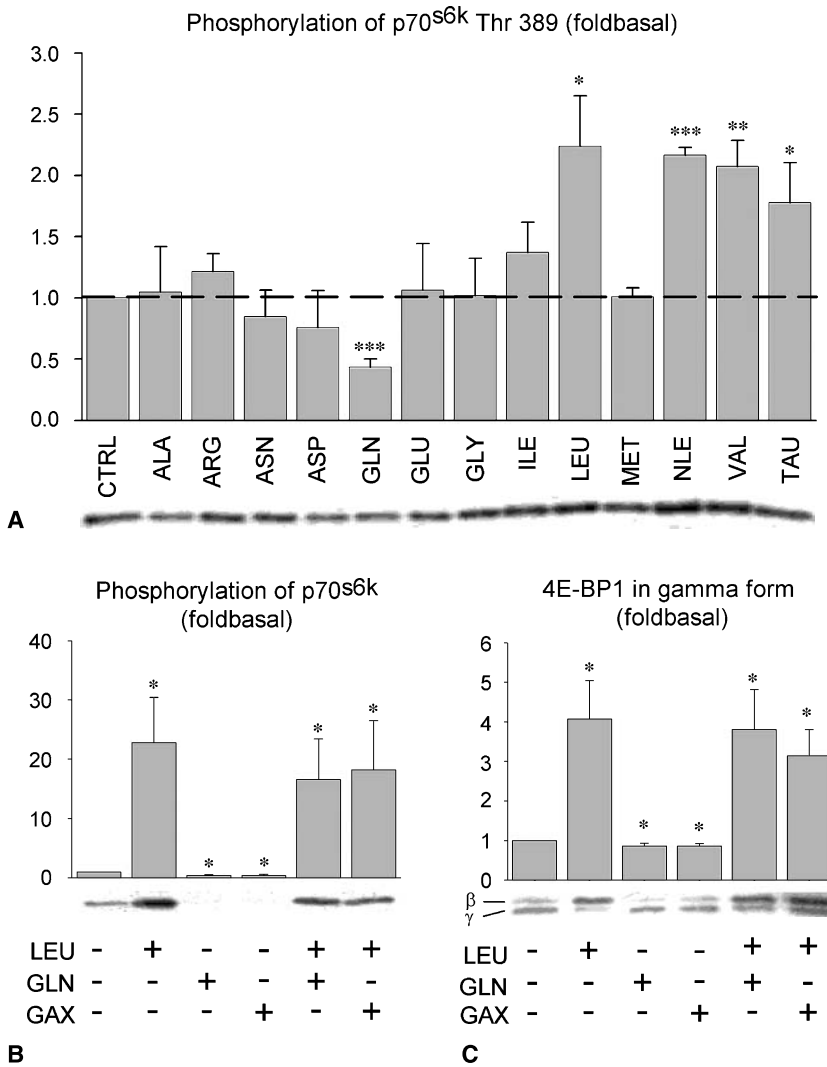 Phosphorylation of p70s6k Thr 389 (foldbasal)
3.0
2.5
2.0
1.5
1.0
0.5
0.0
* *** ** * ***
CTRL ALA ARG ASN ASP GLN GLU GLY ILE LEU MET NLE VAL TAU
A
Phosphorylation of p70s6k
(foldbasal)
40
30
20
10
0
* * * * *
LEU - + - - + +
GLN - - + - + -
GAX - - - + - +
B
4E-BP1 in gamma form
(foldbasal)
6
5
4
3
2
1
0
* * * * *
β
γ
LEU - + - - + +
GLN - - + - + -
GAX - - - + - +
C